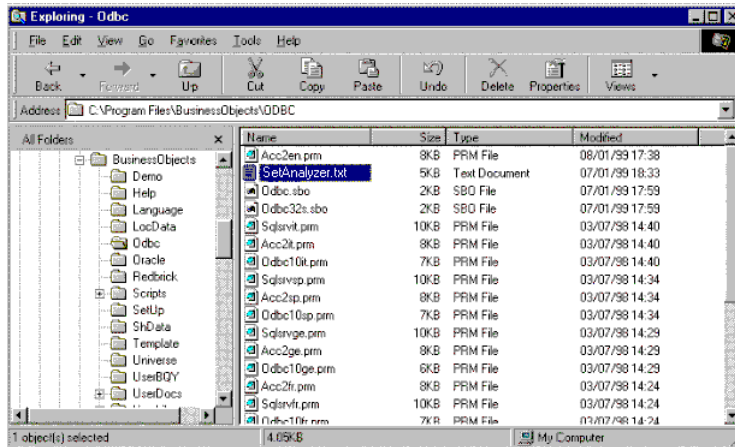 Exploring - Odbc
File Edit View Go Favorites Tools Help
Back Forward Up Cut Copy Paste Undo Delete Properties Views
Address C:\Program Files\BusinessObjects\ODBC
All Folders x
Name Size Type Modified
BusinessObjects
Demo
Help
Language
LocData
Odbc
Oracle
Redbrick
Scripts
SetUp
ShData
Template
Universe
UserBQY
UserDocs
Acc2en.prm 8KB PRM File 08/01/99 17:38
SetAnalyzer.txt 5KB Text Document 07/01/99 18:33
Odbc.sbo 2KB SBO File 07/01/99 17:59
Odbc32s.sbo 2KB SBO File 07/01/99 17:59
Sqlsrvit.prm 10KB PRM File 03/07/98 14:40
Acc2it.prm 8KB PRM File 03/07/98 14:40
Odbc10it.prm 7KB PRM File 03/07/98 14:40
Sqlsrvsp.prm 10KB PRM File 03/07/98 14:34
Acc2sp.prm 8KB PRM File 03/07/98 14:34
Odbc10sp.prm 7KB PRM File 03/07/98 14:34
Sqlsrvge.prm 10KB PRM File 03/07/98 14:29
Acc2ge.prm 8KB PRM File 03/07/98 14:29
Odbc10ge.prm 6KB PRM File 03/07/98 14:29
Acc2fr.prm 8KB PRM File 03/07/98 14:24
Sqlsrvfr.prm 10KB PRM File 03/07/98 14:24
Odbc10fr.prm 7KB PRM File 03/07/98 14:24
1 object(s) selected 4.05KB My Computer